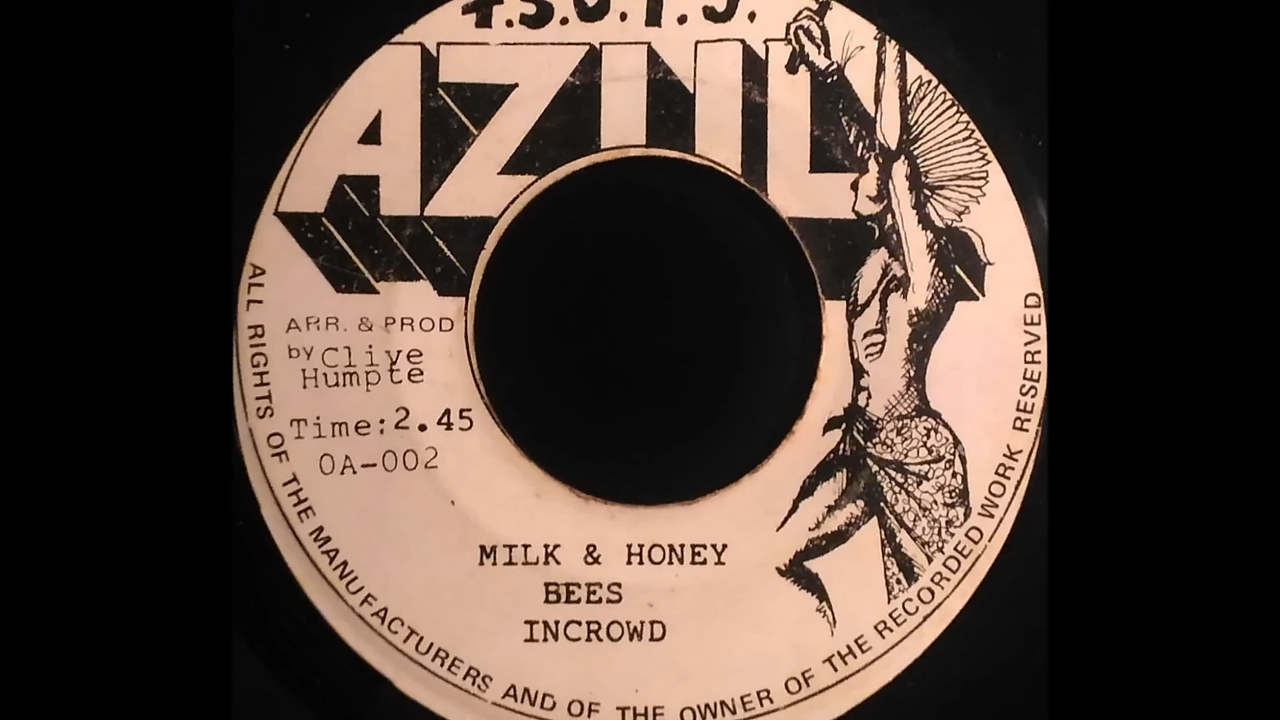 AZUL
ARR. & PROD
by Clive
Humpte
Time:2.45
OA-002
MILK & HONEY
BEES
INCROWD
ALL RIGHTS OF THE MANUFACTURERS AND OF THE OWNER OF THE RECORDED WORK RESERVED